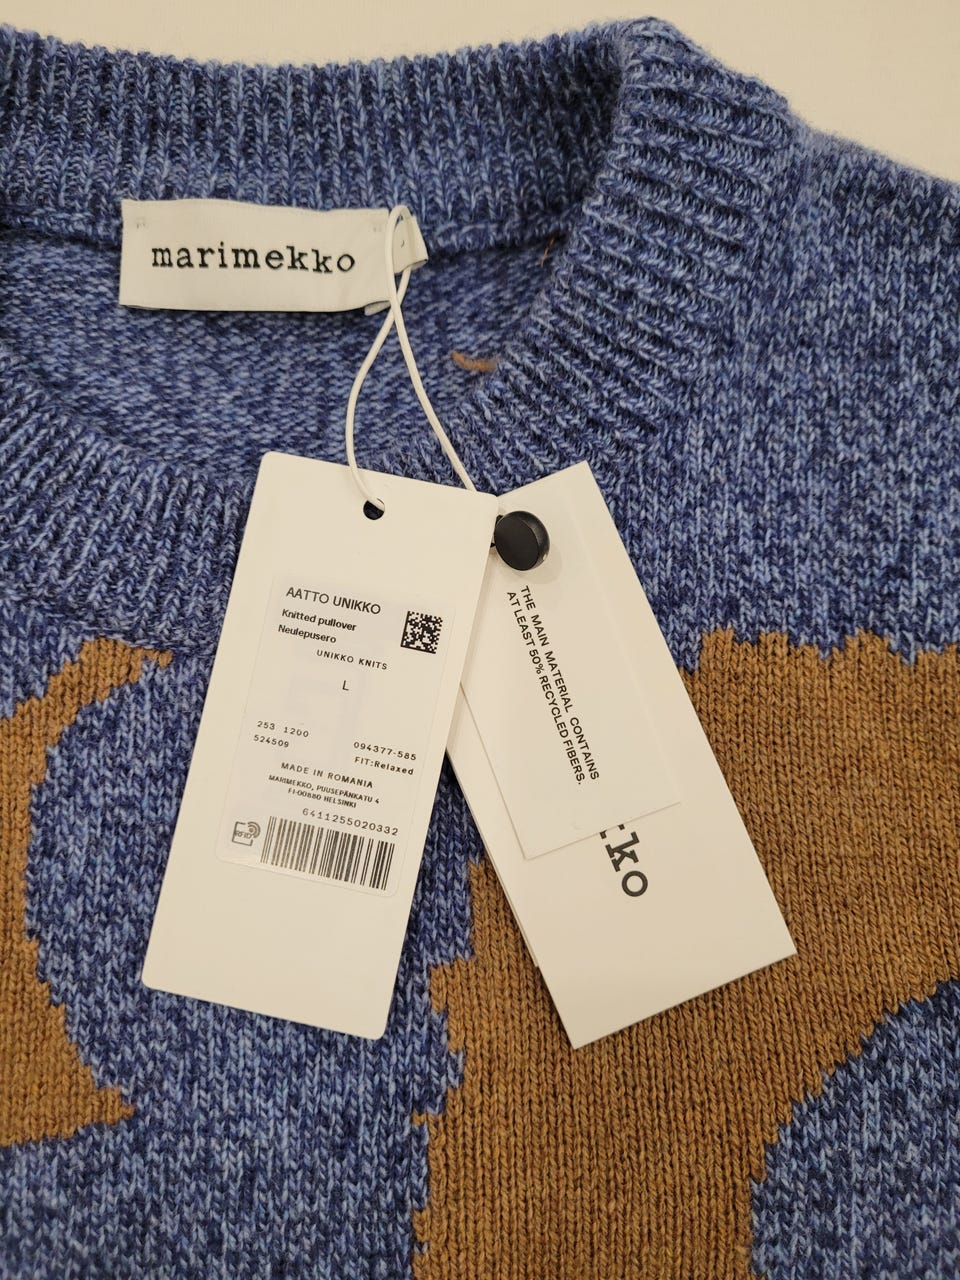 marimekko
AATTO UNIKKO
Knitted pullover
Neulepusero
UNIKKO KNITS
L
253 1200
524509
094377-585
FIT:Relaxed
MADE IN ROMANIA
MARIMEKKO, PUUSEPÄNKATU 4
FI-00880 HELSINKI
6411255020332
RFID
THE MAIN MATERIAL CONTAINS
AT LEAST 50% RECYCLED FIBERS.
ko